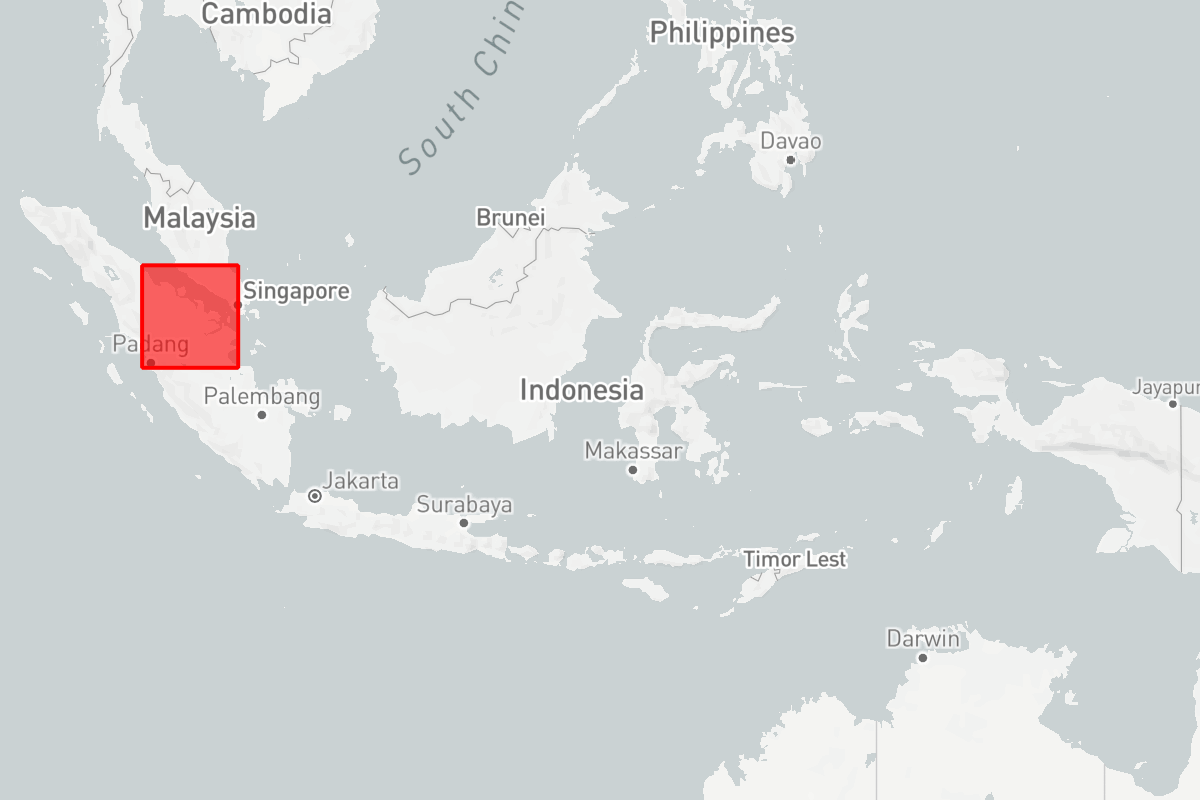 Cambodia
Philippines
South Chin
Davao
Malaysia
Brunei
Singapore
Padang
Indonesia
Palembang
Jayapur
Makassar
Jakarta
Surabaya
Timor Lest
Darwin